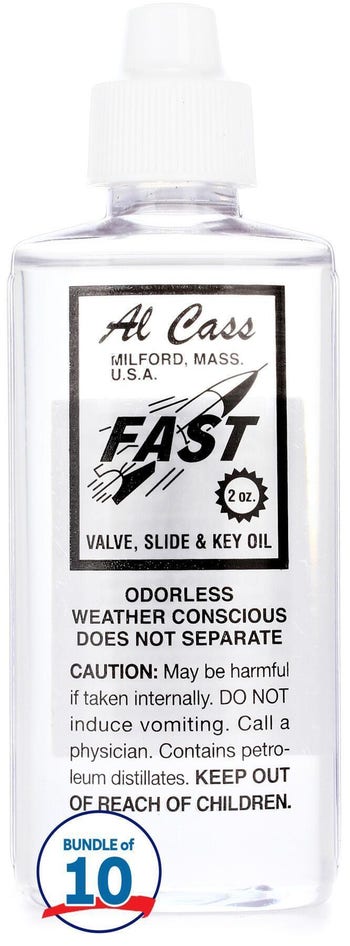 Al Cass
MILFORD, MASS.
U.S.A.
FAST
2 oz.
VALVE, SLIDE & KEY OIL
ODORLESS
WEATHER CONSCIOUS
DOES NOT SEPARATE
CAUTION: May be harmful
if taken internally. DO NOT
induce vomiting. Call a
physician. Contains petro-
leum distillates. KEEP OUT
OF REACH OF CHILDREN.
BUNDLE of
10